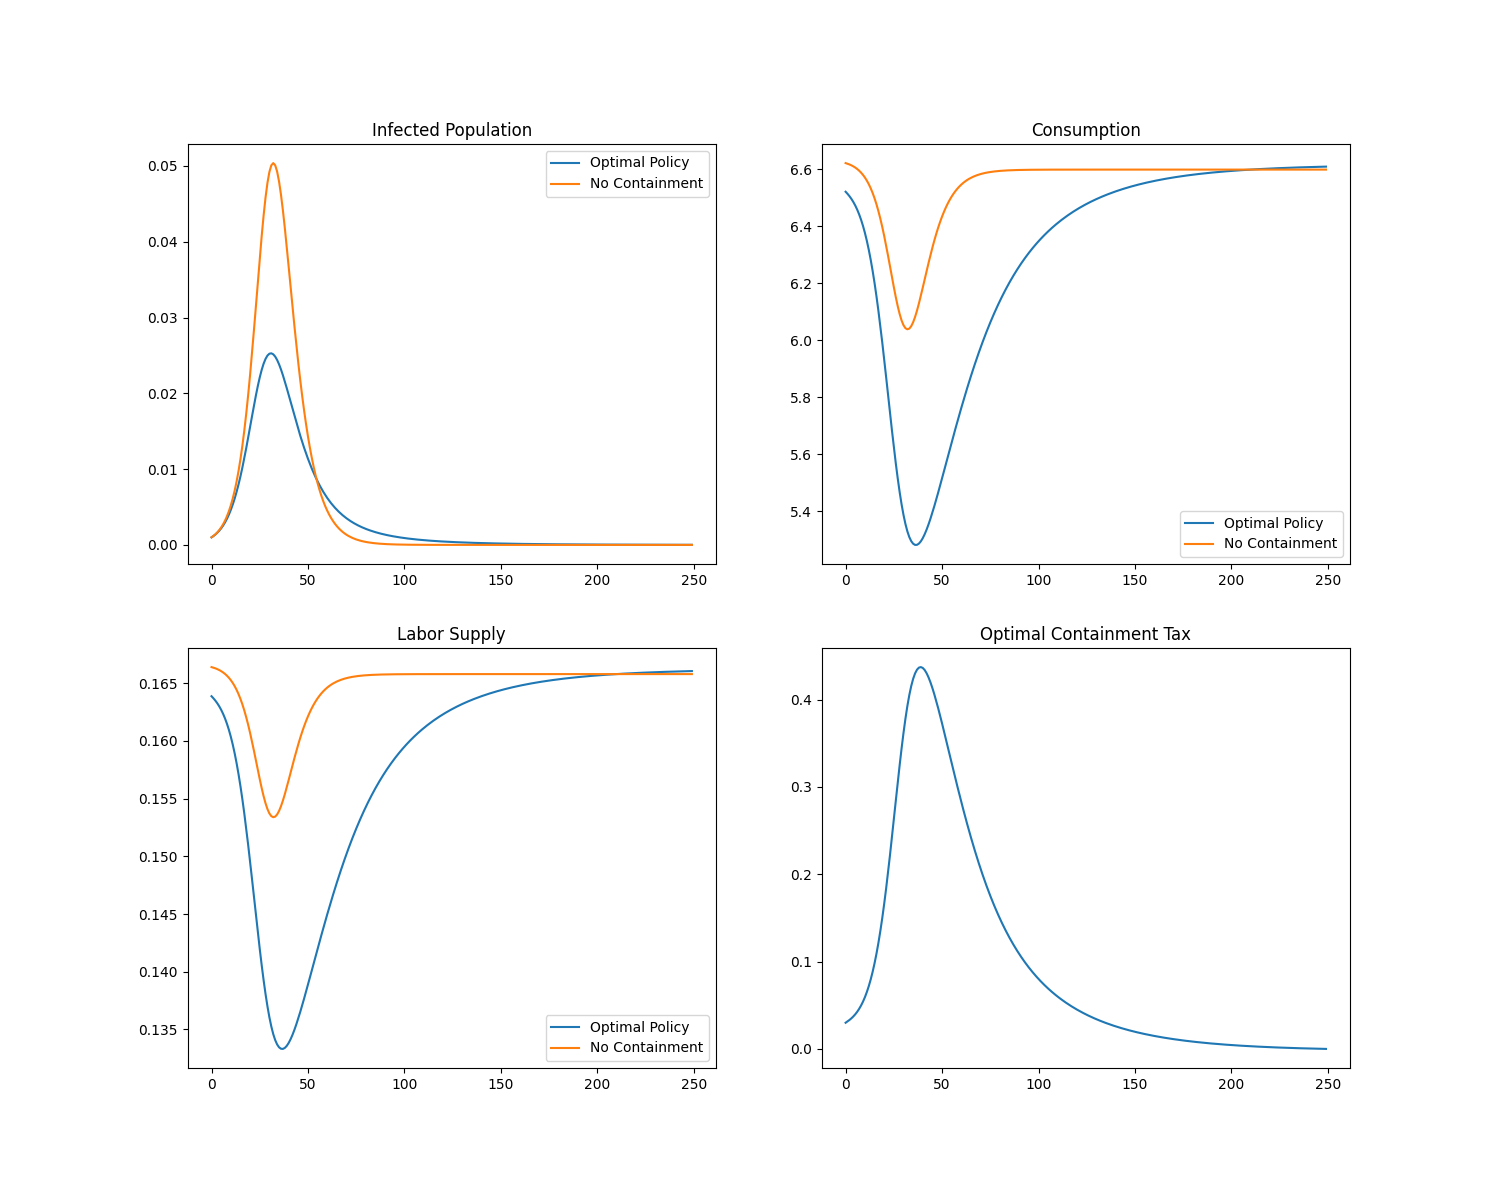 Infected Population
0.05
0.04
0.03
0.02
0.01
0.00
0 50 100 150 200 250
Optimal Policy
No Containment
Consumption
6.6
6.4
6.2
6.0
5.8
5.6
5.4
0 50 100 150 200 250
Optimal Policy
No Containment
Labor Supply
0.165
0.160
0.155
0.150
0.145
0.140
0.135
0 50 100 150 200 250
Optimal Policy
No Containment
Optimal Containment Tax
0.4
0.3
0.2
0.1
0.0
0 50 100 150 200 250